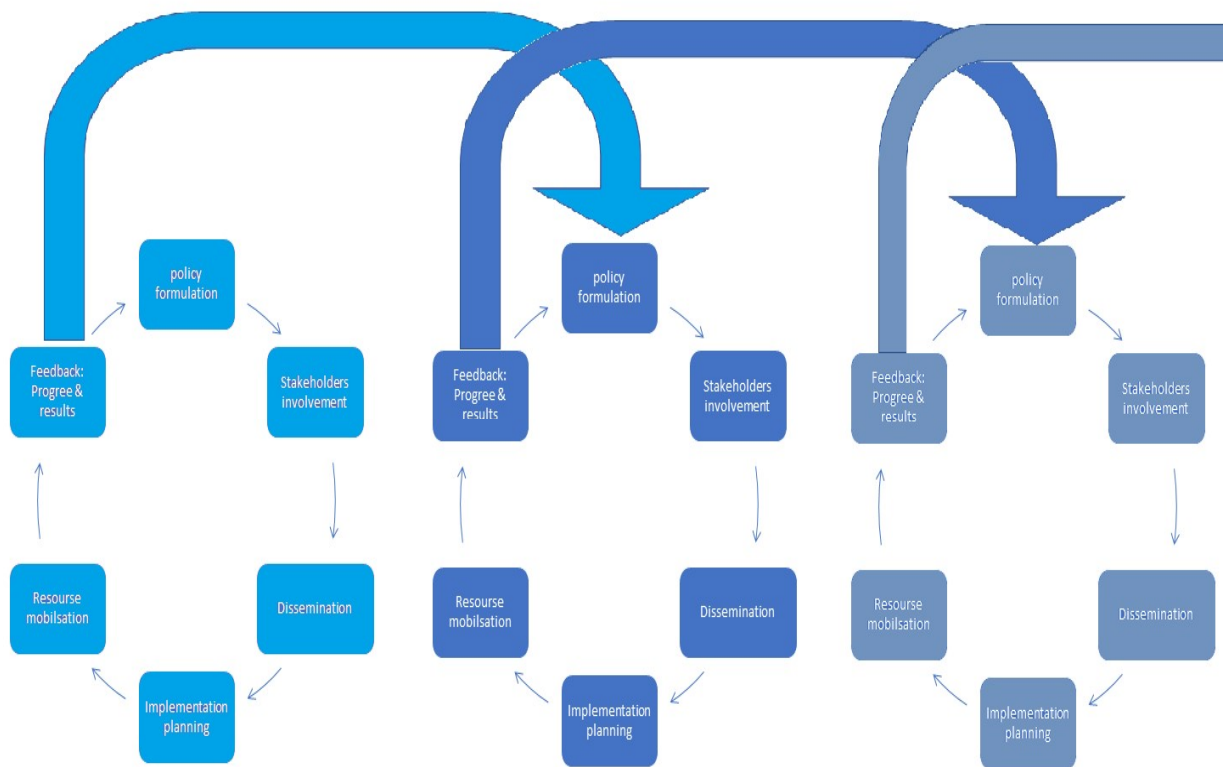 policy
formulation
Stakeholders
involvement
Dissemination
Implementation
planning
Resourse
mobilsation
Feedback:
Progree &
results
policy
formulation
Stakeholders
involvement
Dissemination
Implementation
planning
Resourse
mobilsation
Feedback:
Progree &
results
policy
formulation
Stakeholders
involvement
Dissemination
Implementation
planning
Resourse
mobilsation
Feedback:
Progree &
results